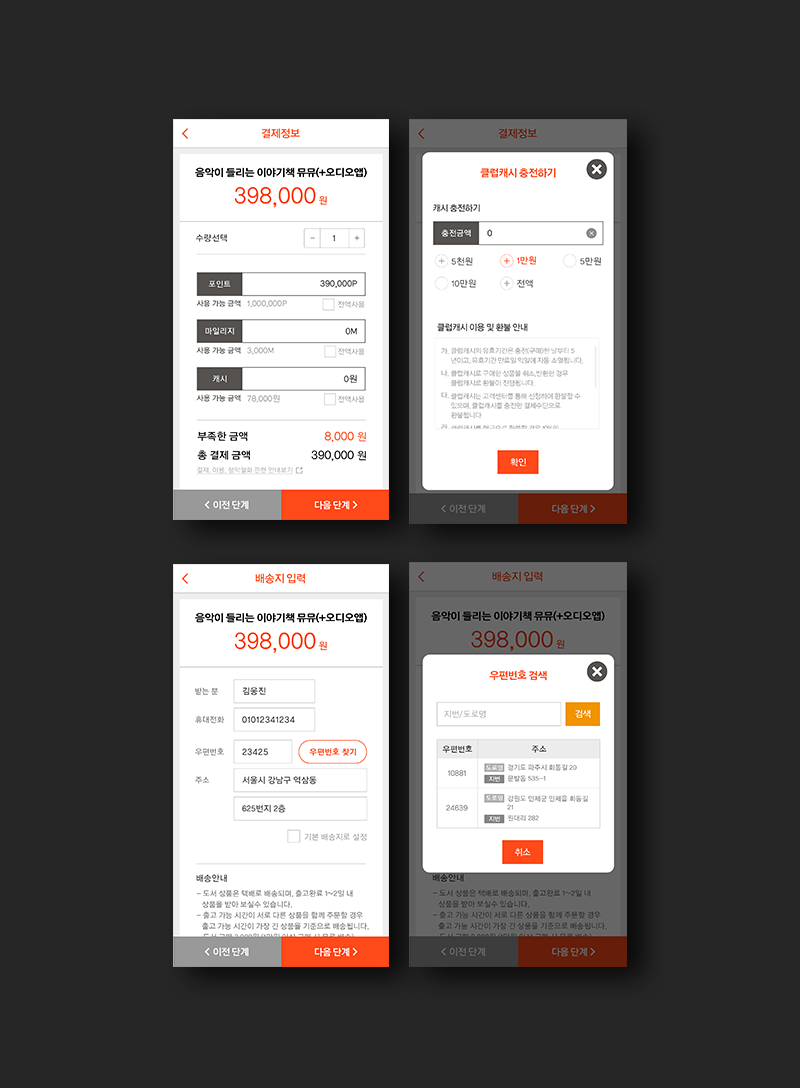 결제정보
음악이 들리는 이야기책 뮤뮤(+오디오앱)
398,000 원
수량선택
- 1 +
포인트 390,000P
사용 가능 금액 1,000,000P 전액사용
마일리지 0M
사용 가능 금액 3,000M 전액사용
캐시 0원
사용 가능 금액 78,000원 전액사용
부족한 금액 8,000 원
총 결제 금액 390,000 원
결제, 이용, 청약철회 관련 안내보기
이전 단계 다음 단계
결제정보
클럽캐시 충전하기
캐시 충전하기
충전금액 0
5천원 1만원 5만원
10만원 전액
클럽캐시 이용 및 환불 안내
가. 클럽캐시의 유효기간은 충전(구매)한 날부터 5
년이고, 유효기간 만료일 익일에 자동 소멸됩니다.
나. 클럽캐시로 구매한 상품을 취소,반환한 경우
클럽캐시로 환불이 진행됩니다.
다. 클럽캐시는 고객센터를 통해 신청하여 환불할 수
있으며, 클럽캐시를 충전한 결제수단으로
환불됩니다
확인
이전 단계 다음 단계
배송지 입력
음악이 들리는 이야기책 뮤뮤(+오디오앱)
398,000 원
받는 분 김웅진
휴대전화 01012341234
우편번호 23425 우편번호 찾기
주소 서울시 강남구 역삼동
625번지 2층
기본 배송지로 설정
배송안내
- 도서 상품은 택배로 배송되며, 출고완료 1~2일 내
상품을 받아 보실수 있습니다.
- 출고 가능 시간이 서로 다른 상품을 함께 주문할 경우
출고 가능 시간이 가장 긴 상품을 기준으로 배송됩니다.
이전 단계 다음 단계
배송지 입력
음악이 들리는 이야기책 뮤뮤(+오디오앱)
398,000 원
우편번호 검색
지번/도로명 검색
우편번호 주소
10881 도로명 경기도 파주시 회동길 20
지번 문발동 535-1
24639 도로명 강원도 인제군 인제읍 회동길
21
지번 원대리 282
취소
배송안내
- 도서 상품은 택배로 배송되며, 출고완료 1~2일 내
상품을 받아 보실수 있습니다.
- 출고 가능 시간이 서로 다른 상품을 함께 주문할 경우
출고 가능 시간이 가장 긴 상품을 기준으로 배송됩니다.
이전 단계 다음 단계